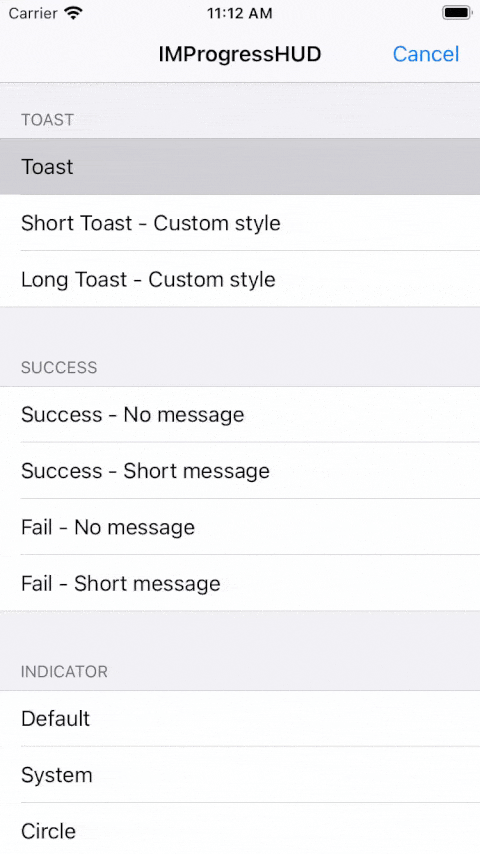 Carrier 11:12 AM
IMProgressHUD Cancel
TOAST
Toast
Short Toast - Custom style
Long Toast - Custom style
SUCCESS
Success - No message
Success - Short message
Fail - No message
Fail - Short message
INDICATOR
Default
System
Circle